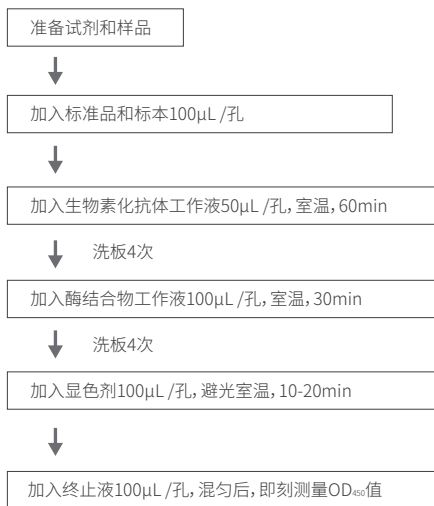 准备试剂和样品
加入标准品和标本100μL /孔
加入生物素化抗体工作液50μL /孔，室温，60min
洗板4次
加入酶结合物工作液100μL /孔，室温，30min
洗板4次
加入显色剂100μL /孔，避光室温，10-20min
加入终止液100μL /孔，混匀后，即刻测量OD₄₅₀值